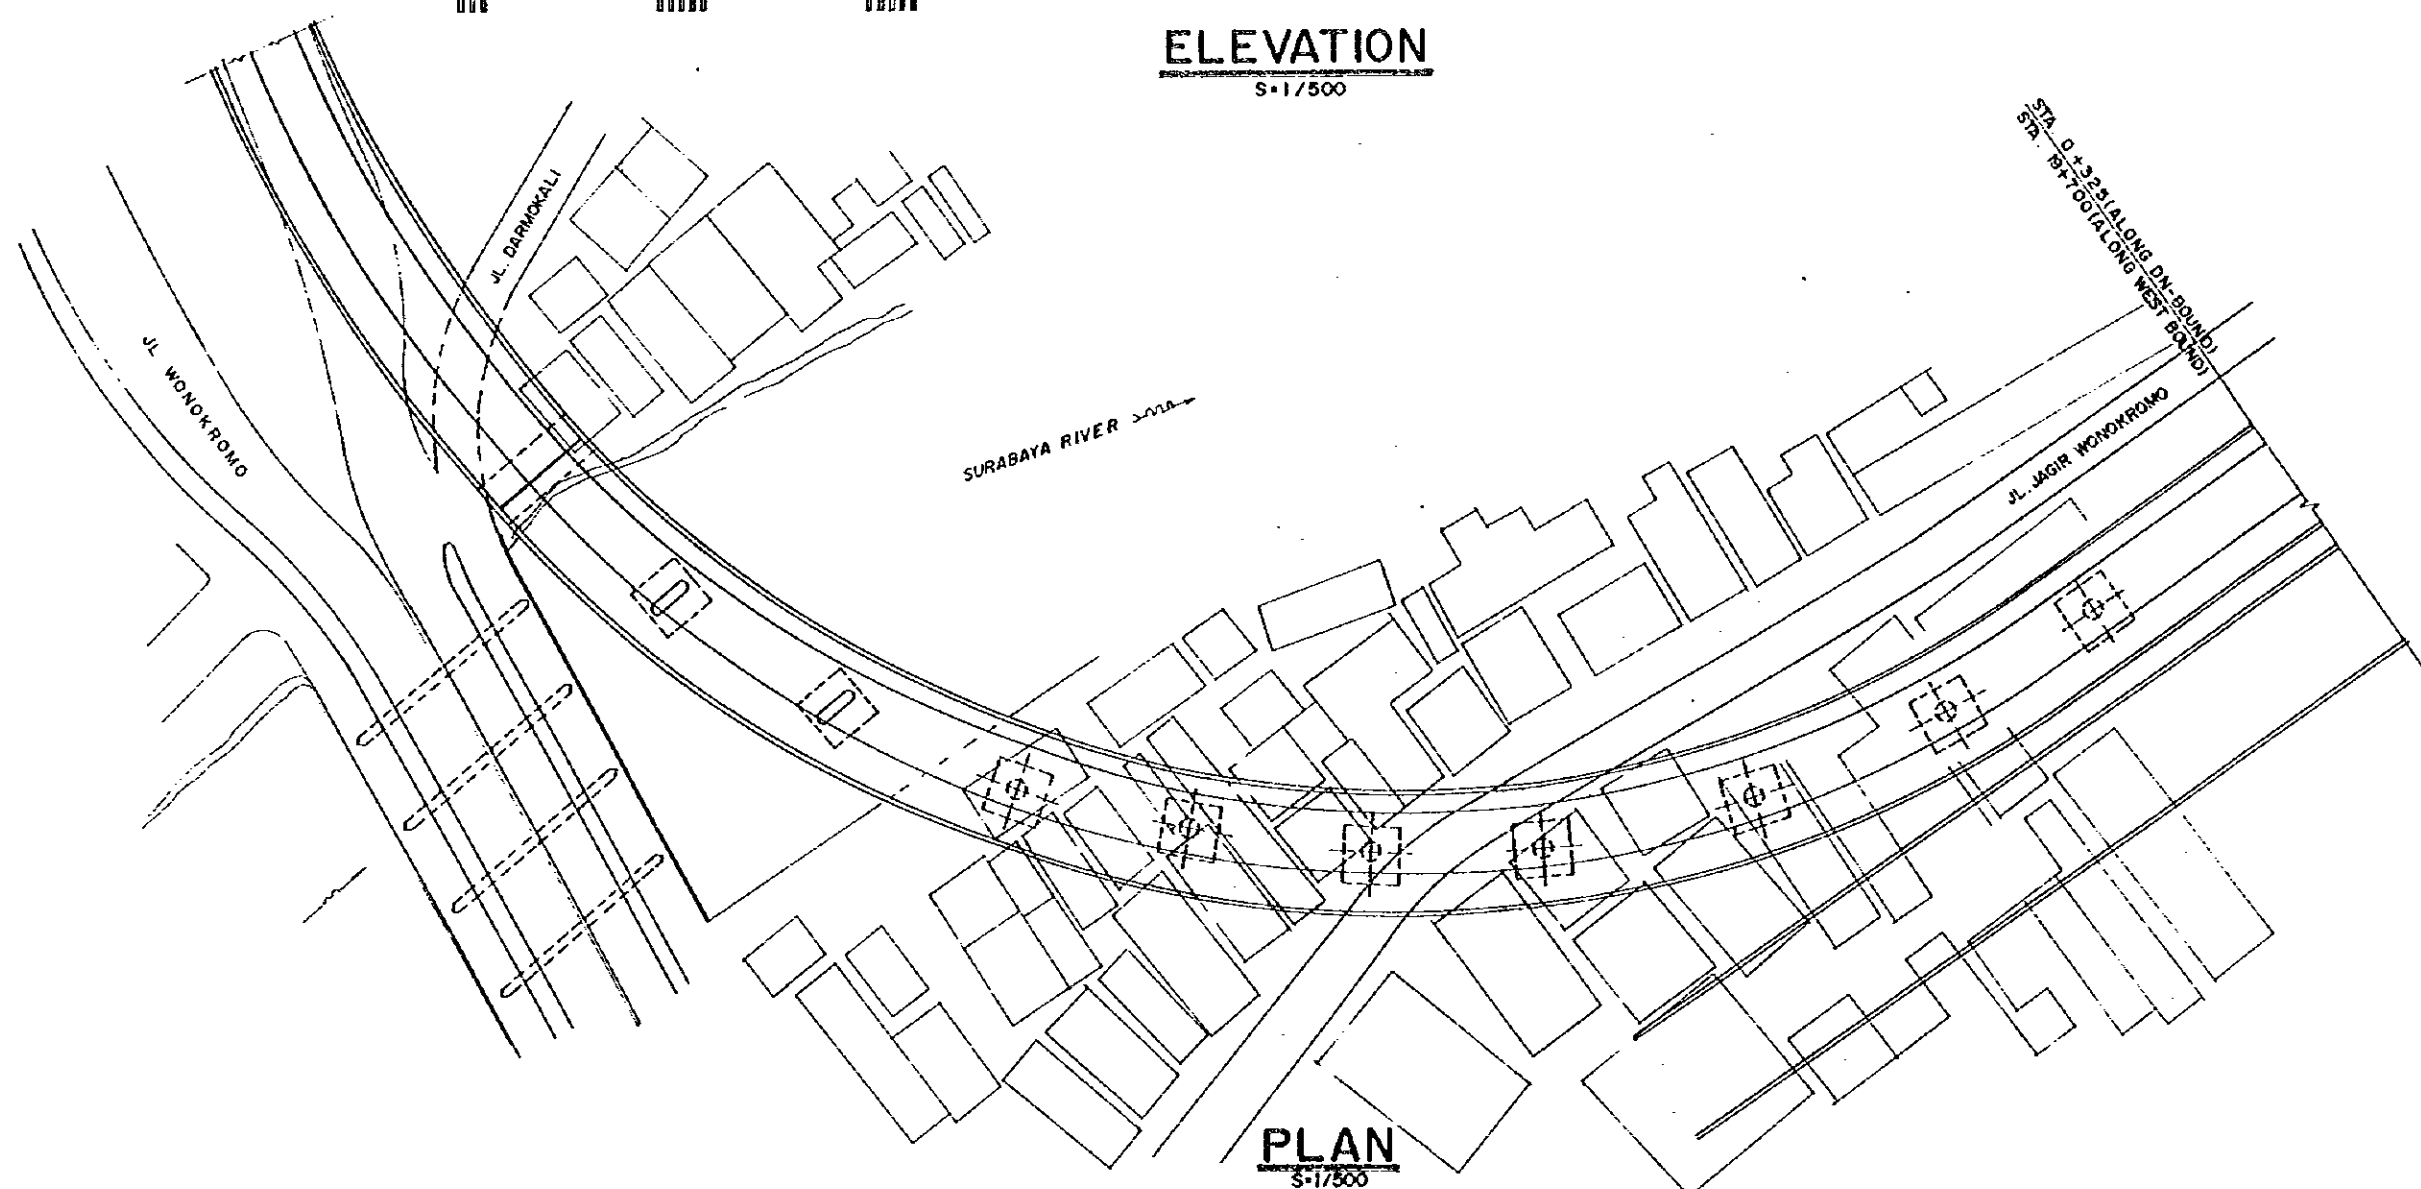 ELEVATION
S=1/500
STA. 0+325(ALONG DN-BOUND)
STA. 19+700(ALONG WEST BOUND)
JL. DARMOKALI
JL. WONOKROMO
SURABAYA RIVER
JL. JAGIR WONOKROMO
PLAN
S=1/500